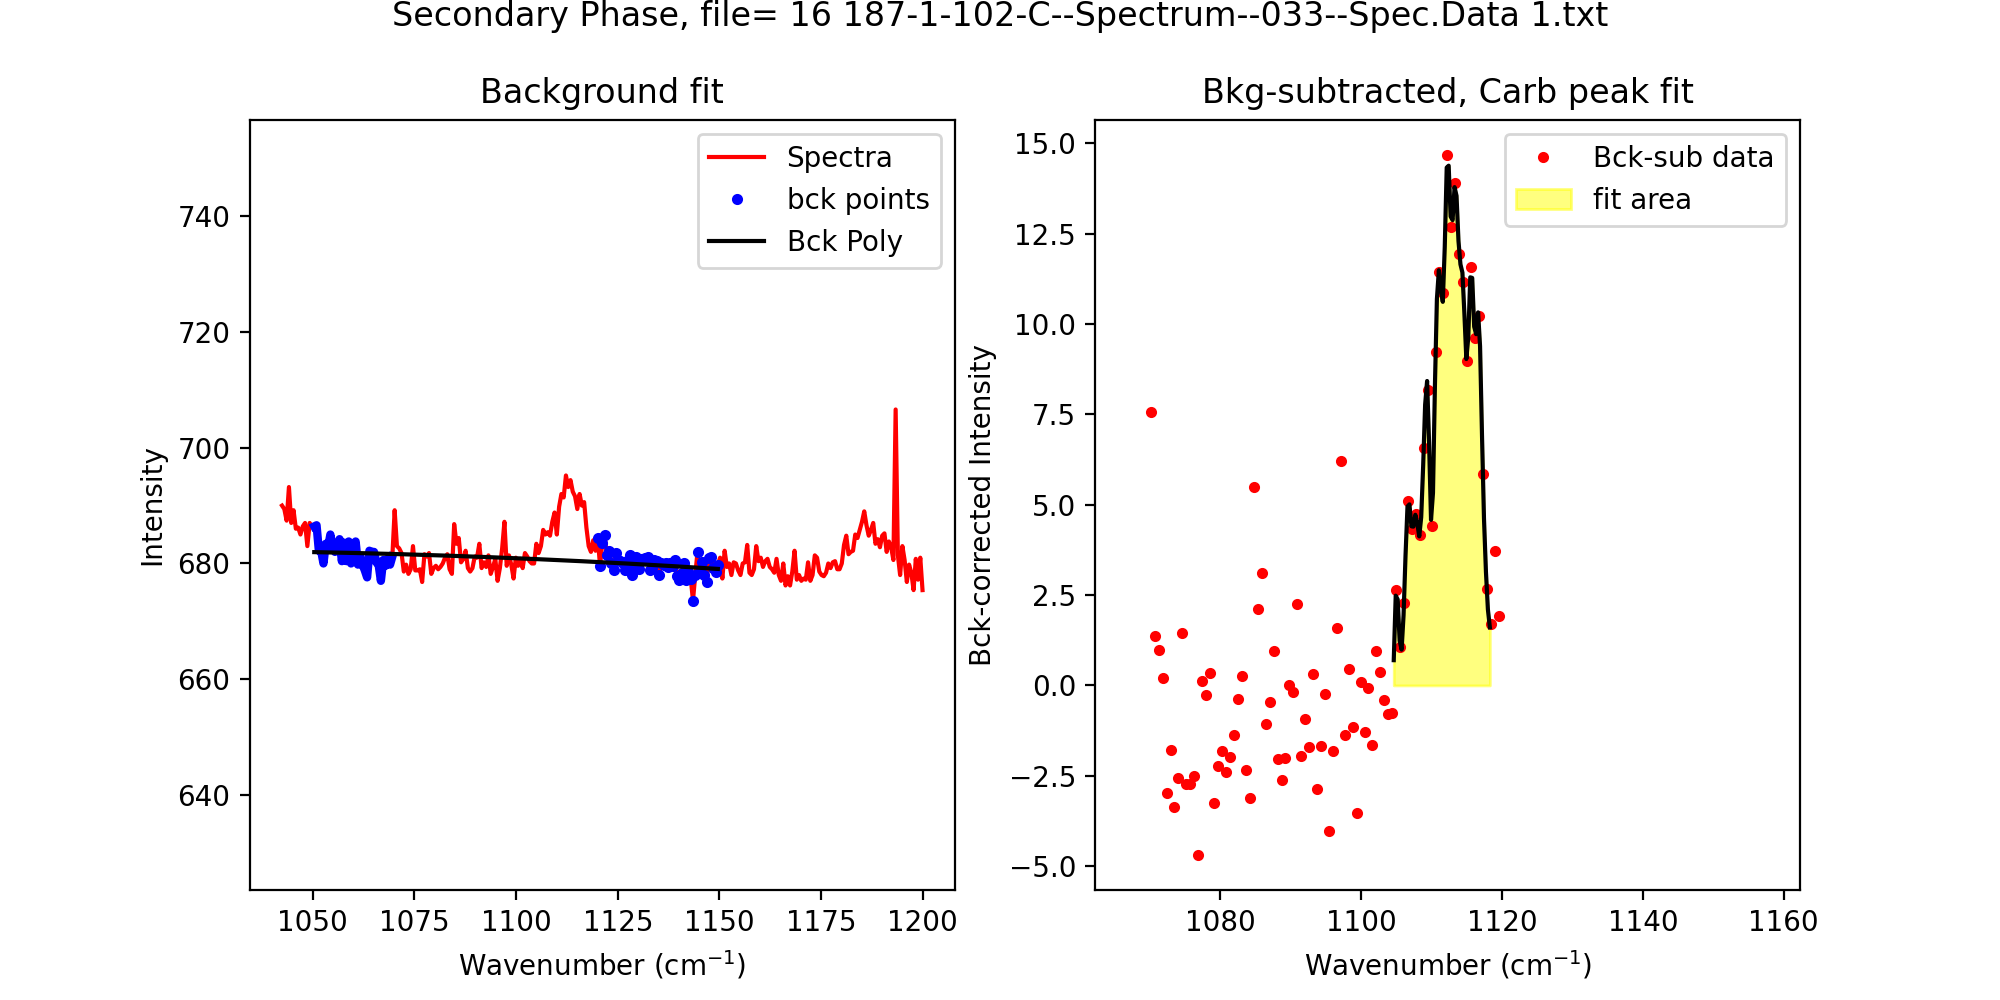 Secondary Phase, file= 16 187-1-102-C--Spectrum--033--Spec.Data 1.txt
Background fit
Intensity
740
720
700
680
660
640
Spectra
bck points
Bck Poly
1050 1075 1100 1125 1150 1175 1200
Wavenumber (cm⁻¹)
Bkg-subtracted, Carb peak fit
Bck-corrected Intensity
15.0
12.5
10.0
7.5
5.0
2.5
0.0
−2.5
−5.0
Bck-sub data
fit area
1080 1100 1120 1140 1160
Wavenumber (cm⁻¹)